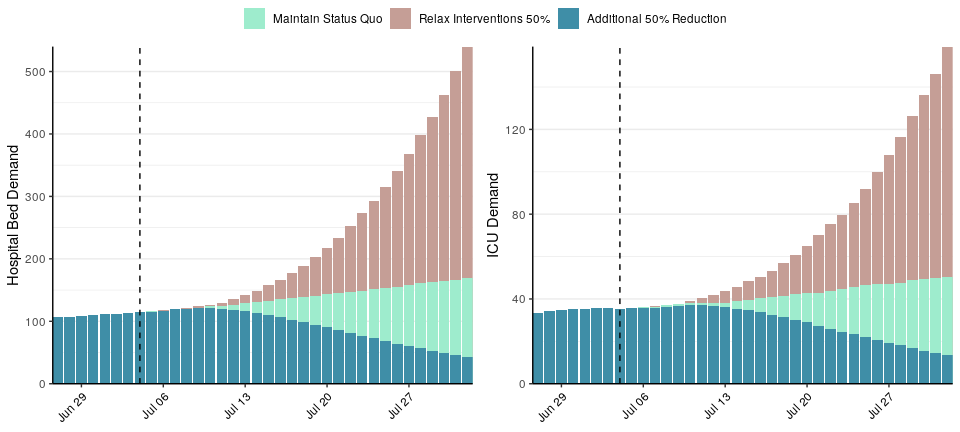 Maintain Status Quo Relax Interventions 50% Additional 50% Reduction
Hospital Bed Demand
500
400
300
200
100
0
Jun 29 Jul 06 Jul 13 Jul 20 Jul 27
ICU Demand
120
80
40
0
Jun 29 Jul 06 Jul 13 Jul 20 Jul 27